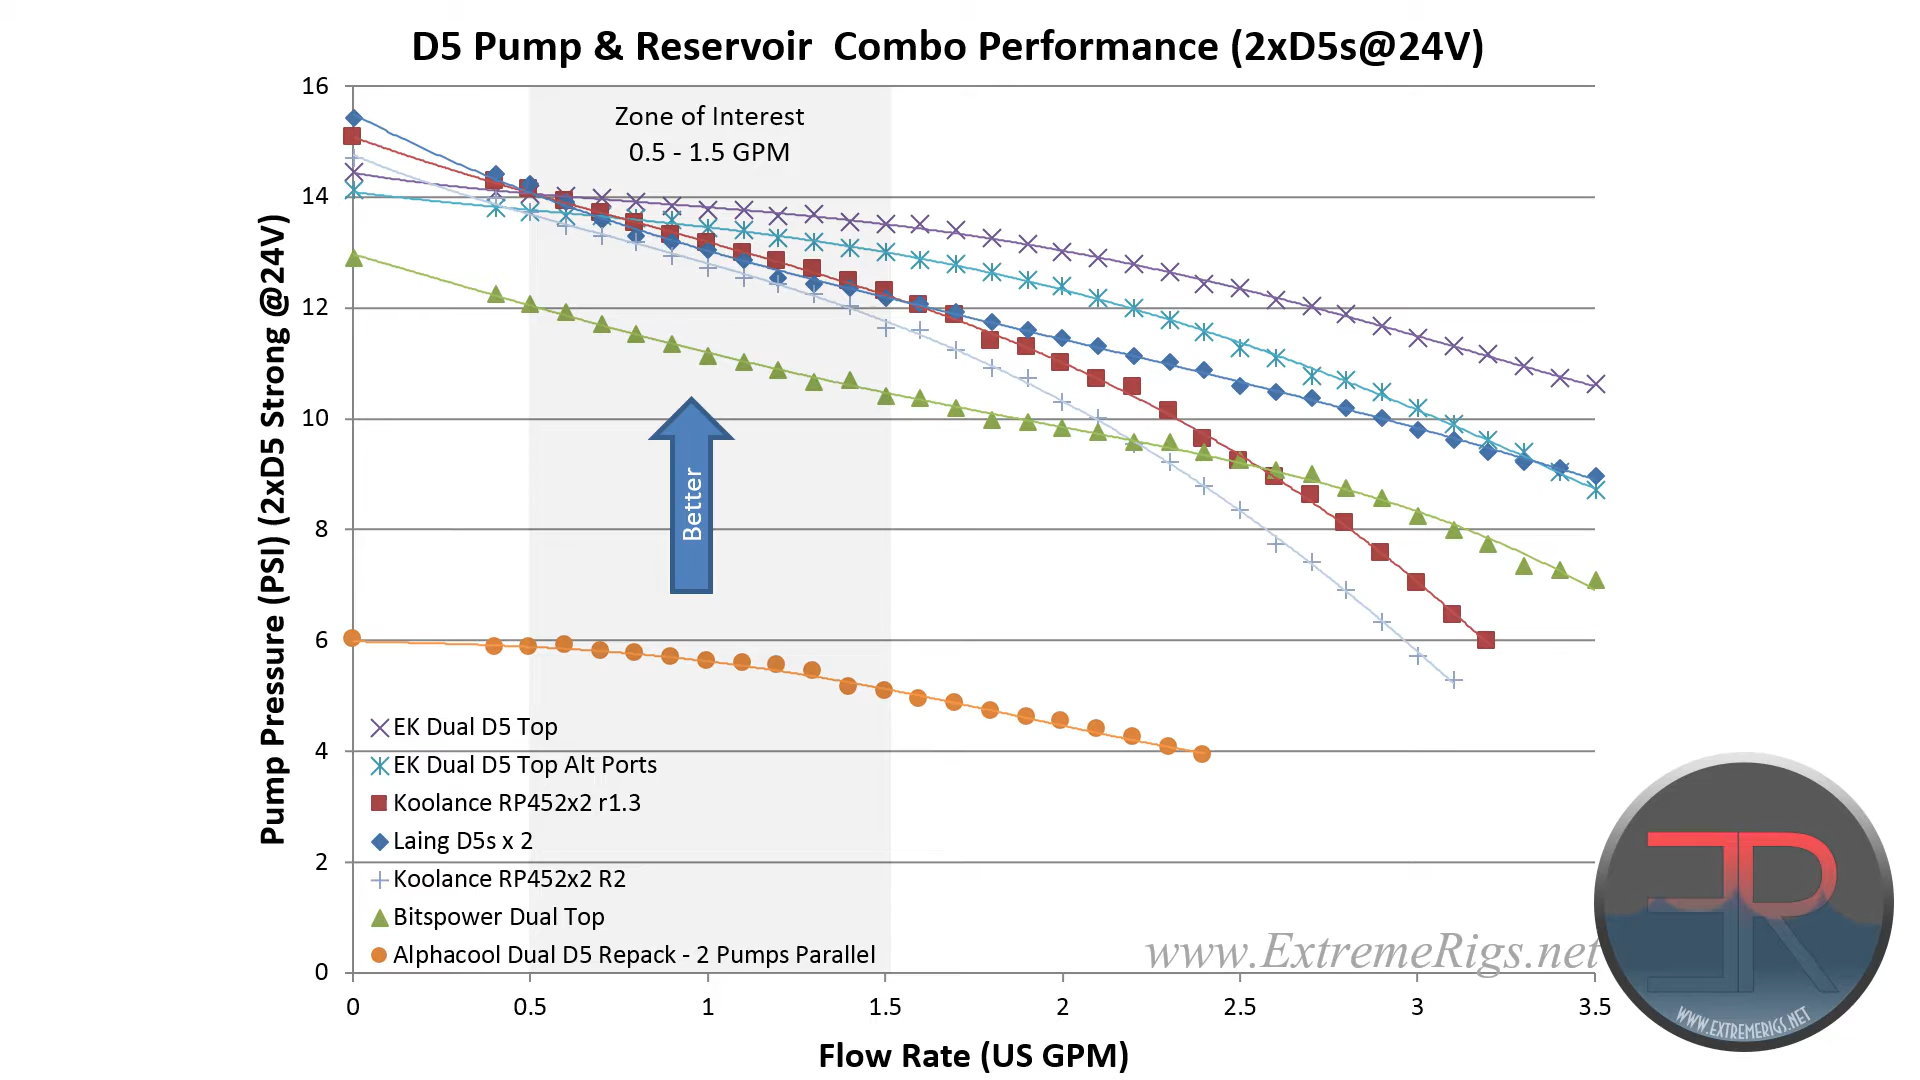 D5 Pump & Reservoir Combo Performance (2xD5s@24V)
Pump Pressure (PSI) (2xD5 Strong @24V)
16
14
12
10
8
6
4
2
0
Zone of Interest
0.5 - 1.5 GPM
Better
EK Dual D5 Top
EK Dual D5 Top Alt Ports
Koolance RP452x2 r1.3
Laing D5s x 2
Koolance RP452x2 R2
Bitspower Dual Top
Alphacool Dual D5 Repack - 2 Pumps Parallel
www.ExtremeRigs.net
0 0.5 1 1.5 2 2.5 3 3.5
Flow Rate (US GPM)
ER
WWW.EXTREMERIGS.NET